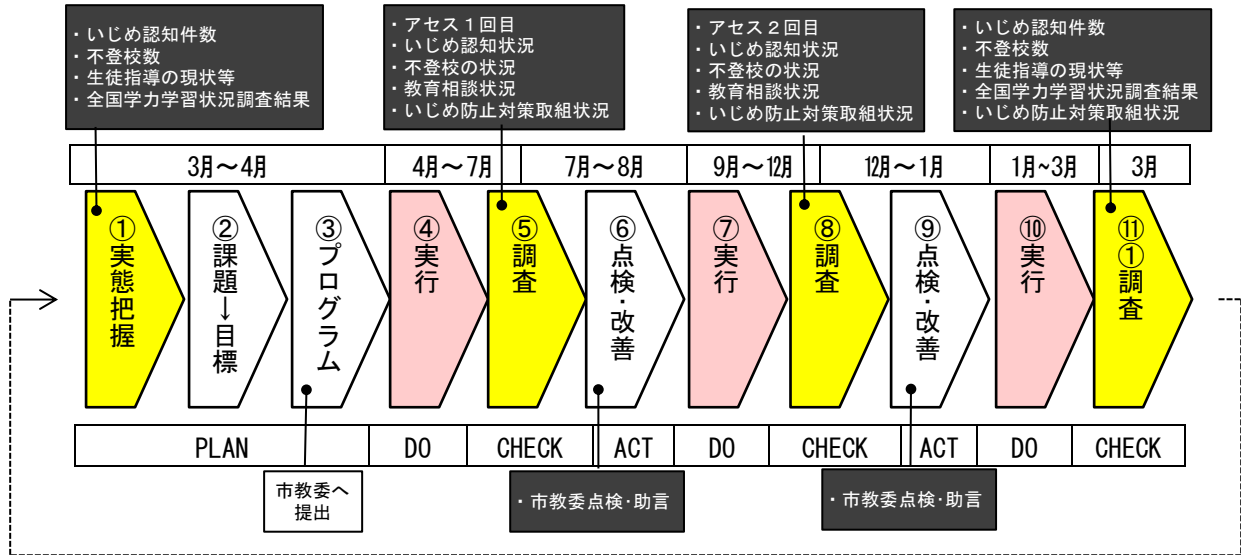 ・いじめ認知件数
・不登校数
・生徒指導の現状等
・全国学力学習状況調査結果
・アセス１回目
・いじめ認知状況
・不登校の状況
・教育相談状況
・いじめ防止対策取組状況
・アセス２回目
・いじめ認知状況
・不登校の状況
・教育相談状況
・いじめ防止対策取組状況
・いじめ認知件数
・不登校数
・生徒指導の現状等
・全国学力学習状況調査結果
・いじめ防止対策取組状況
3月～4月
4月～7月
7月～8月
9月～12月
12月～1月
1月~3月
3月
①実態把握
②課題→目標
③プログラム
④実行
⑤調査
⑥点検・改善
⑦実行
⑧調査
⑨点検・改善
⑩実行
⑪①調査
PLAN
DO
CHECK
ACT
DO
CHECK
ACT
DO
CHECK
市教委へ
提出
・市教委点検・助言
・市教委点検・助言